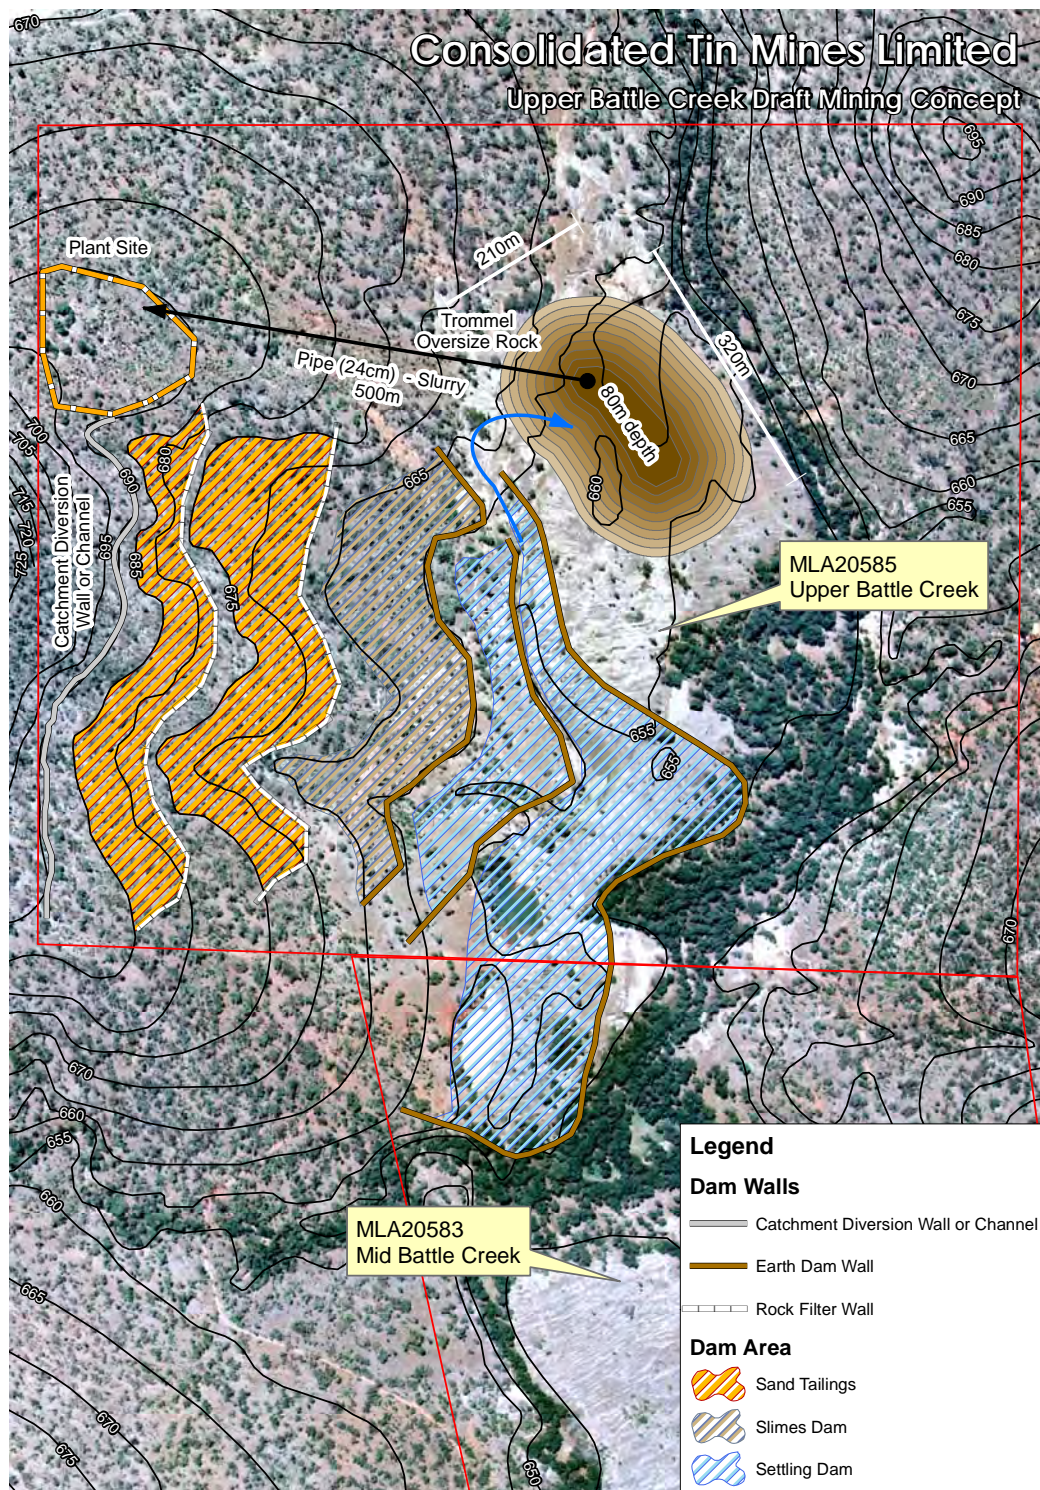 670
Consolidated Tin Mines Limited
Upper Battle Creek Draft Mining Concept
695
690
685
680
675
670
665
660
655
Plant Site
210m
320m
Trommel
Oversize Rock
Pipe (24cm) - Slurry
500m
80m depth
660
700
705
715
720
725
Catchment Diversion
Wall or Channel
695
690
680
685
675
665
MLA20585
Upper Battle Creek
655
655
670
670
660
655
660
665
670
675
650
MLA20583
Mid Battle Creek
Legend
Dam Walls
Catchment Diversion Wall or Channel
Earth Dam Wall
Rock Filter Wall
Dam Area
Sand Tailings
Slimes Dam
Settling Dam